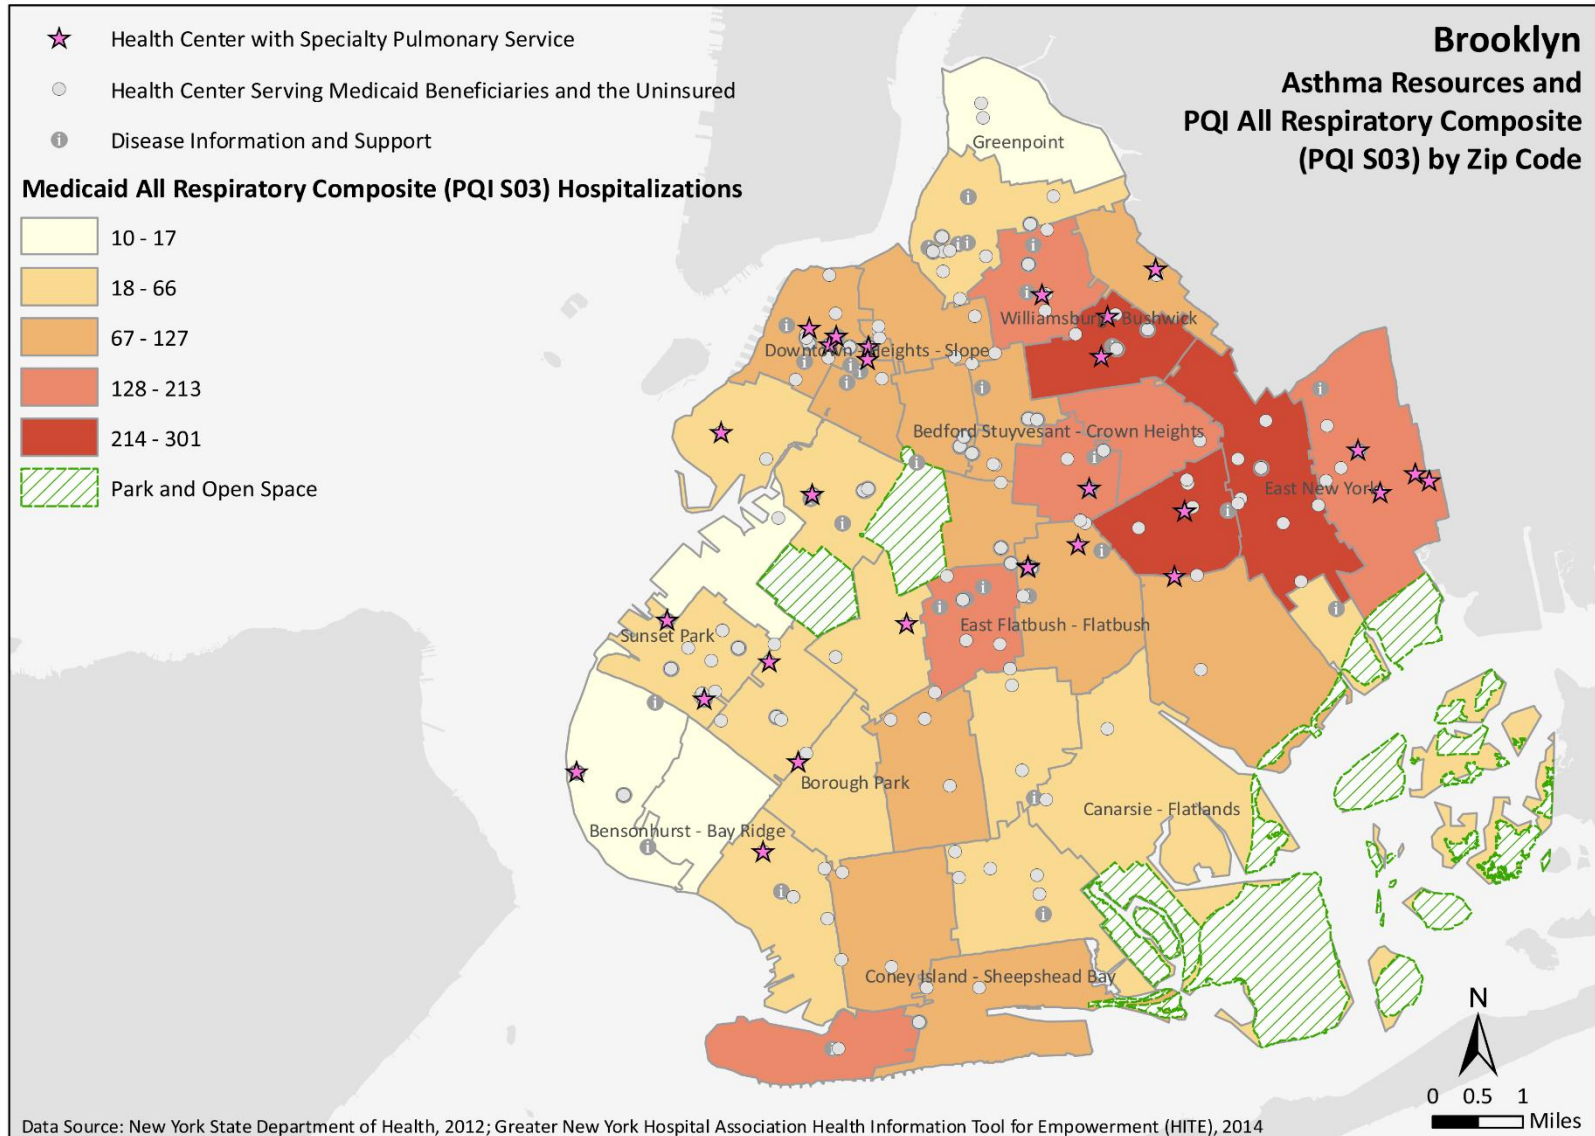 Brooklyn
Asthma Resources and
PQI All Respiratory Composite
(PQI S03) by Zip Code
Health Center with Specialty Pulmonary Service
Health Center Serving Medicaid Beneficiaries and the Uninsured
Disease Information and Support
Medicaid All Respiratory Composite (PQI S03) Hospitalizations
10 - 17
18 - 66
67 - 127
128 - 213
214 - 301
Park and Open Space
Greenpoint
Williamsburg - Bushwick
Downtown - Heights - Slope
Bedford Stuyvesant - Crown Heights
East New York
East Flatbush - Flatbush
Sunset Park
Borough Park
Canarsie - Flatlands
Bensonhurst - Bay Ridge
Coney Island - Sheepshead Bay
N
0 0.5 1
Miles
Data Source: New York State Department of Health, 2012; Greater New York Hospital Association Health Information Tool for Empowerment (HITE), 2014